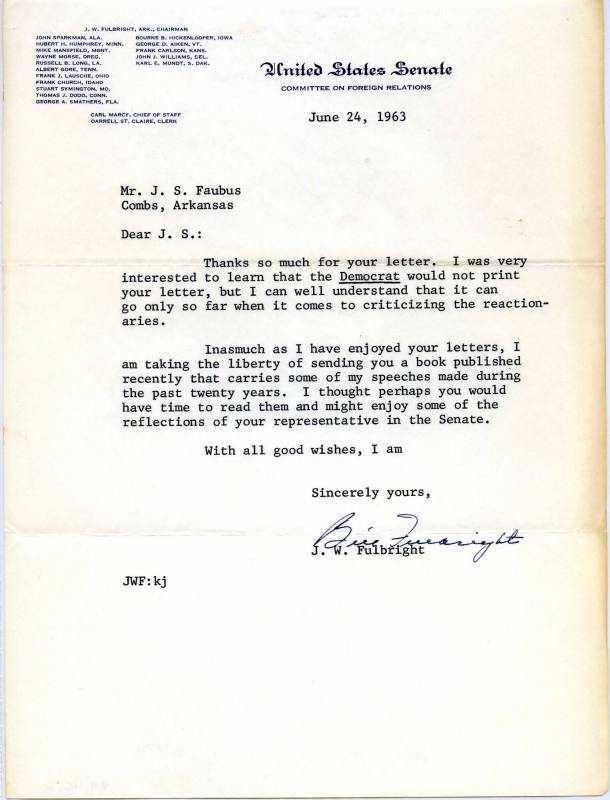 J. W. FULBRIGHT, ARK., CHAIRMAN
JOHN SPARKMAN, ALA.
HUBERT H. HUMPHREY, MINN.
MIKE MANSFIELD, MONT.
WAYNE MORSE, OREG.
RUSSELL B. LONG, LA.
ALBERT GORE, TENN.
FRANK J. LAUSCHE, OHIO
FRANK CHURCH, IDAHO
STUART SYMINGTON, MO.
THOMAS J. DODD, CONN.
GEORGE A. SMATHERS, FLA.
BOURKE B. HICKENLOOPER, IOWA
GEORGE D. AIKEN, VT.
FRANK CARLSON, KANS.
JOHN J. WILLIAMS, DEL.
KARL E. MUNDT, S. DAK.
CARL MARCY, CHIEF OF STAFF
DARRELL ST. CLAIRE, CLERK
United States Senate
COMMITTEE ON FOREIGN RELATIONS
June 24, 1963
Mr. J. S. Faubus
Combs, Arkansas
Dear J. S.:
Thanks so much for your letter. I was very
interested to learn that the Democrat would not print
your letter, but I can well understand that it can
go only so far when it comes to criticizing the reaction-
aries.
Inasmuch as I have enjoyed your letters, I
am taking the liberty of sending you a book published
recently that carries some of my speeches made during
the past twenty years. I thought perhaps you would
have time to read them and might enjoy some of the
reflections of your representative in the Senate.
With all good wishes, I am
Sincerely yours,
Bill Fulbright
J. W. Fulbright
JWF:kj